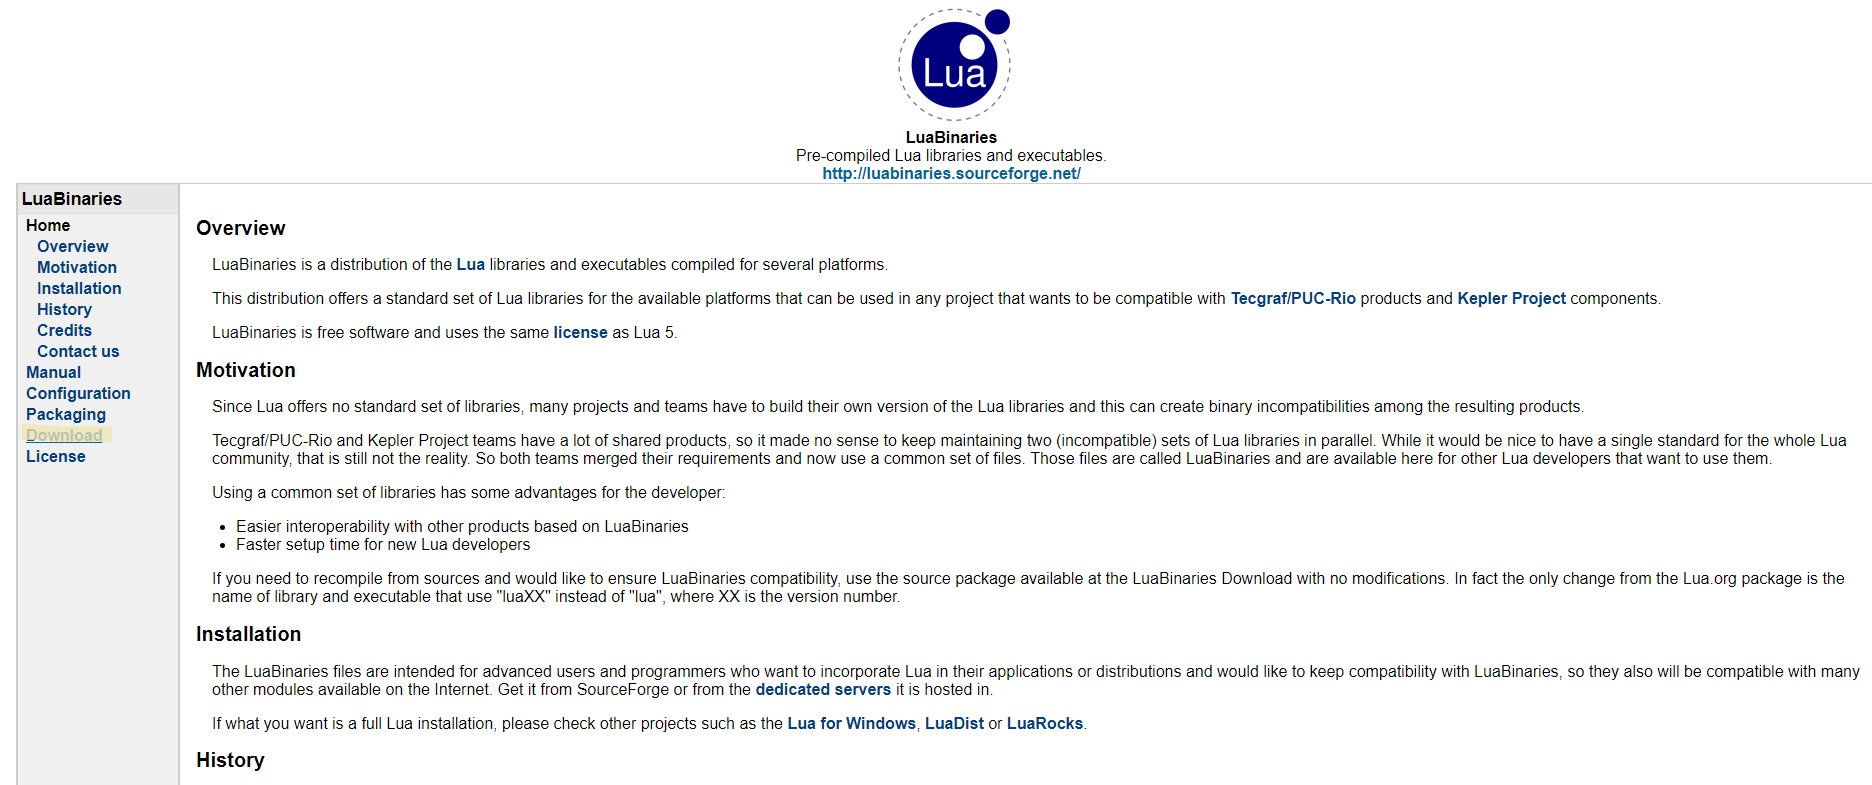 Lua
LuaBinaries
Pre-compiled Lua libraries and executables.
http://luabinaries.sourceforge.net/
LuaBinaries
Home
Overview
Motivation
Installation
History
Credits
Contact us
Manual
Configuration
Packaging
Download
License
Overview
LuaBinaries is a distribution of the Lua libraries and executables compiled for several platforms.
This distribution offers a standard set of Lua libraries for the available platforms that can be used in any project that wants to be compatible with Tecgraf/PUC-Rio products and Kepler Project components.
LuaBinaries is free software and uses the same license as Lua 5.
Motivation
Since Lua offers no standard set of libraries, many projects and teams have to build their own version of the Lua libraries and this can create binary incompatibilities among the resulting products.
Tecgraf/PUC-Rio and Kepler Project teams have a lot of shared products, so it made no sense to keep maintaining two (incompatible) sets of Lua libraries in parallel. While it would be nice to have a single standard for the whole Lua
community, that is still not the reality. So both teams merged their requirements and now use a common set of files. Those files are called LuaBinaries and are available here for other Lua developers that want to use them.
Using a common set of libraries has some advantages for the developer:
• Easier interoperability with other products based on LuaBinaries
• Faster setup time for new Lua developers
If you need to recompile from sources and would like to ensure LuaBinaries compatibility, use the source package available at the LuaBinaries Download with no modifications. In fact the only change from the Lua.org package is the
name of library and executable that use "luaXX" instead of "lua", where XX is the version number.
Installation
The LuaBinaries files are intended for advanced users and programmers who want to incorporate Lua in their applications or distributions and would like to keep compatibility with LuaBinaries, so they also will be compatible with many
other modules available on the Internet. Get it from SourceForge or from the dedicated servers it is hosted in.
If what you want is a full Lua installation, please check other projects such as the Lua for Windows, LuaDist or LuaRocks.
History